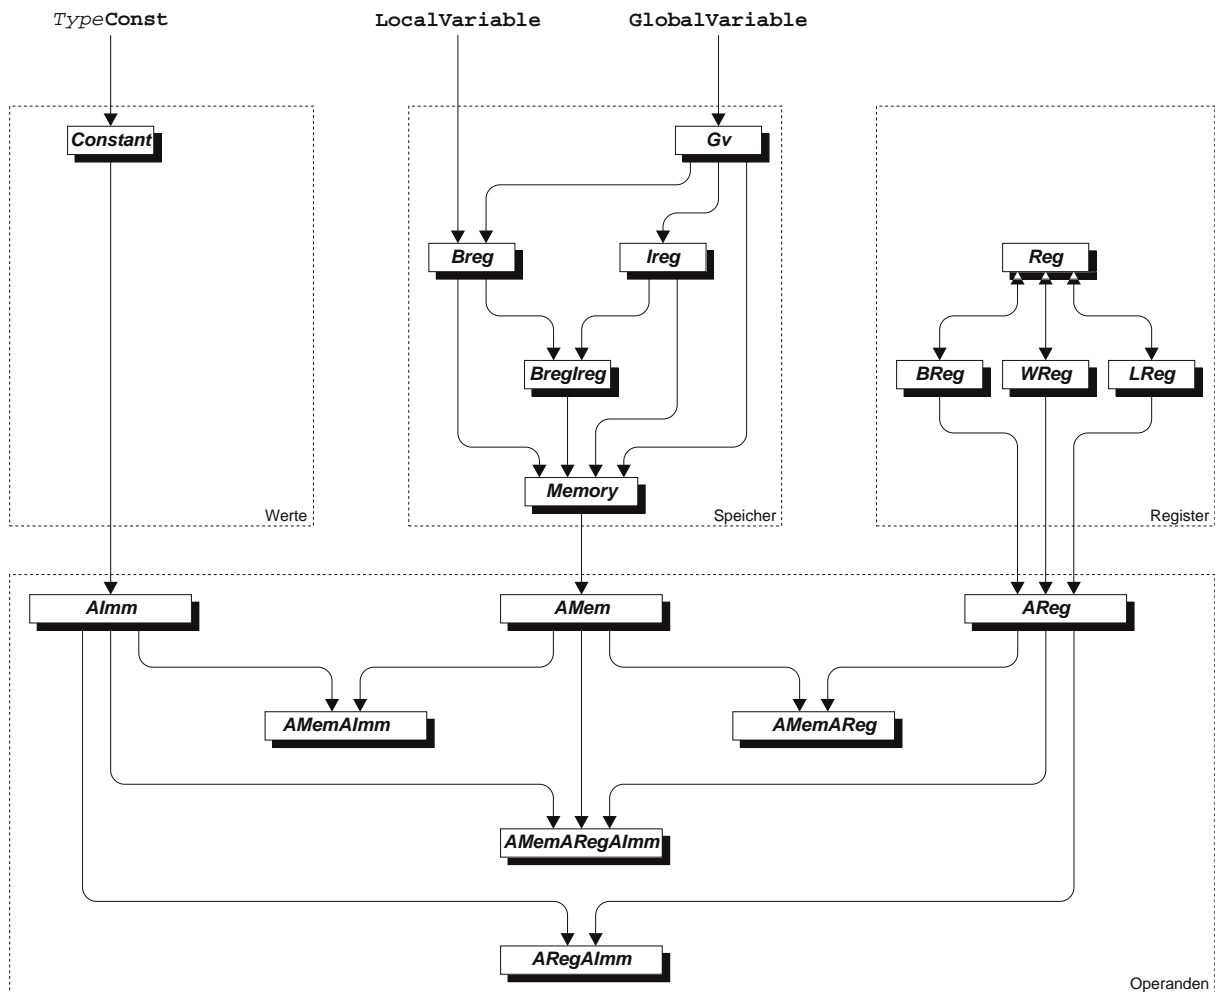 TypeConst
LocalVariable
GlobalVariable
Constant
Gv
Breg
Ireg
Reg
BregIreg
BReg
WReg
LReg
Memory
Werte
Speicher
Register
AImm
AMem
AReg
AMemAImm
AMemAReg
AMemARegAImm
ARegAImm
Operanden